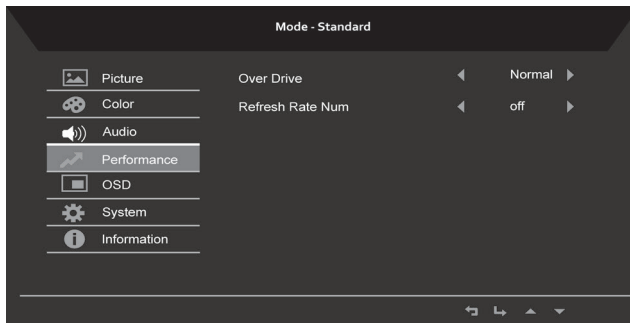 Mode - Standard
Picture
Over Drive Normal
Color
Refresh Rate Num off
Audio
Performance
OSD
System
Information